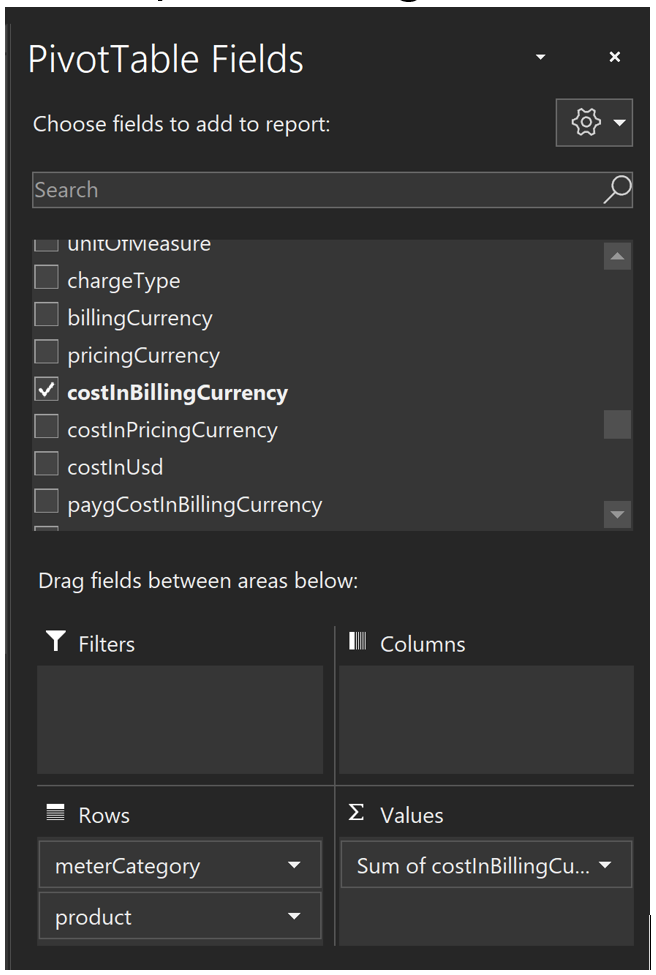 PivotTable Fields
Choose fields to add to report:
Search
unitOfMeasure
chargeType
billingCurrency
pricingCurrency
costInBillingCurrency
costInPricingCurrency
costInUsd
paygCostInBillingCurrency
Drag fields between areas below:
Filters
Columns
Rows
Σ Values
meterCategory
Sum of costInBillingCu...
product